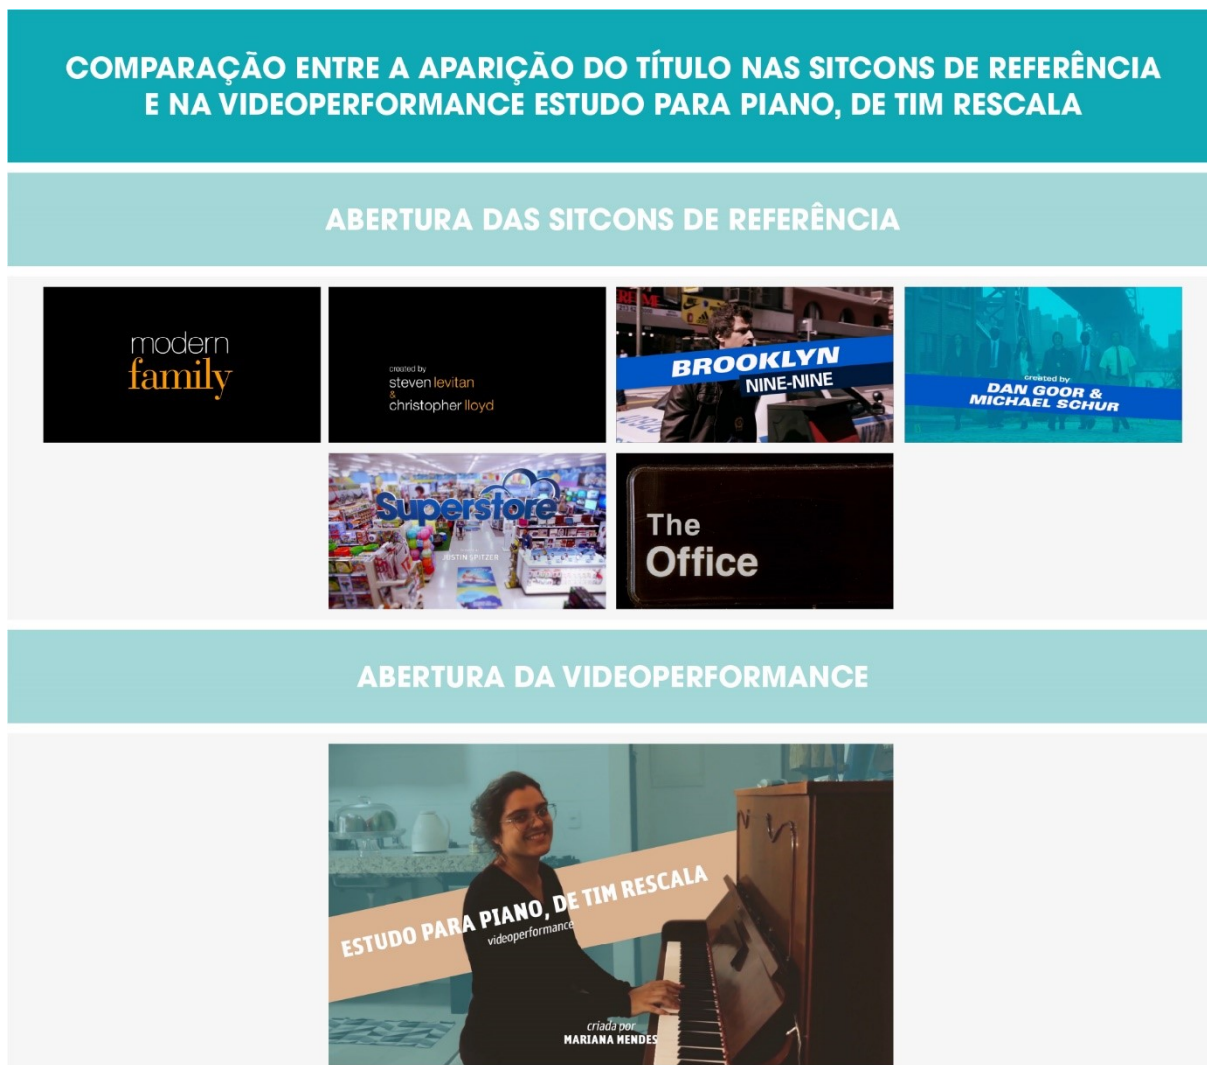 COMPARAÇÃO ENTRE A APARIÇÃO DO TÍTULO NAS SITCONS DE REFERÊNCIA
E NA VIDEOPERFORMANCE ESTUDO PARA PIANO, DE TIM RESCALA
ABERTURA DAS SITCONS DE REFERÊNCIA
modern
family
created by
steven levitan
&
christopher lloyd
BROOKLYN
NINE-NINE
created by
DAN GOOR &
MICHAEL SCHUR
Superstore
JUSTIN SPITZER
The
Office
ABERTURA DA VIDEOPERFORMANCE
ESTUDO PARA PIANO, DE TIM RESCALA
videoperformance
criada por
MARIANA MENDES